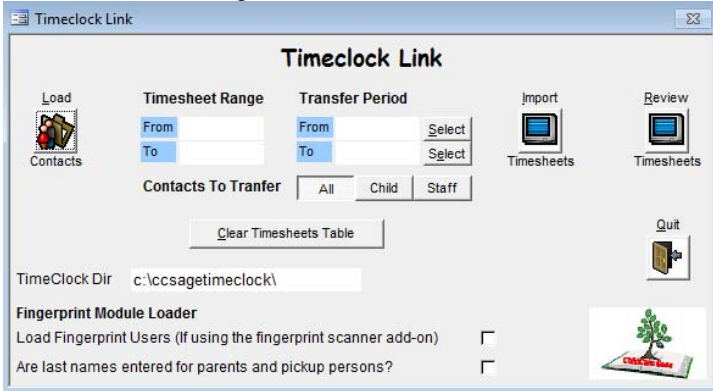 Timeclock Link
Timeclock Link
Load
Contacts
Timesheet Range
From
To
Transfer Period
From
Select
To
Select
Import
Timesheets
Review
Timesheets
Contacts To Tranfer
All
Child
Staff
Clear Timesheets Table
Quit
TimeClock Dir
c:\ccsagetimeclock\
Fingerprint Module Loader
Load Fingerprint Users (If using the fingerprint scanner add-on)
Are last names entered for parents and pickup persons?